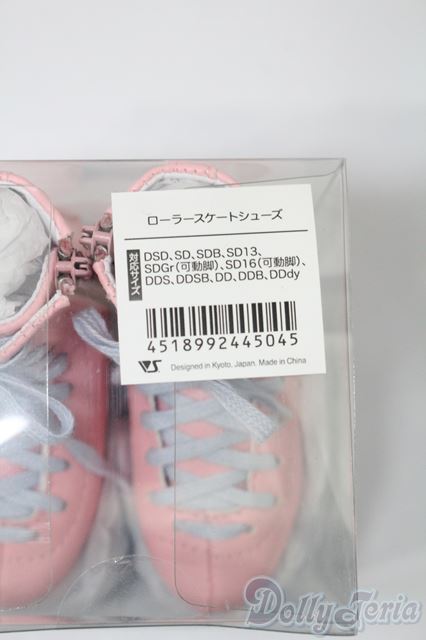 ローラースケートシューズ
対応サイズ
DSD、SD、SDB、SD13、
SDGr(可動脚)、SD16(可動脚)、
DDS、DDSB、DD、DDB、DDdy
4518992445045
VS Designed in Kyoto, Japan. Made in China
DollyTeria